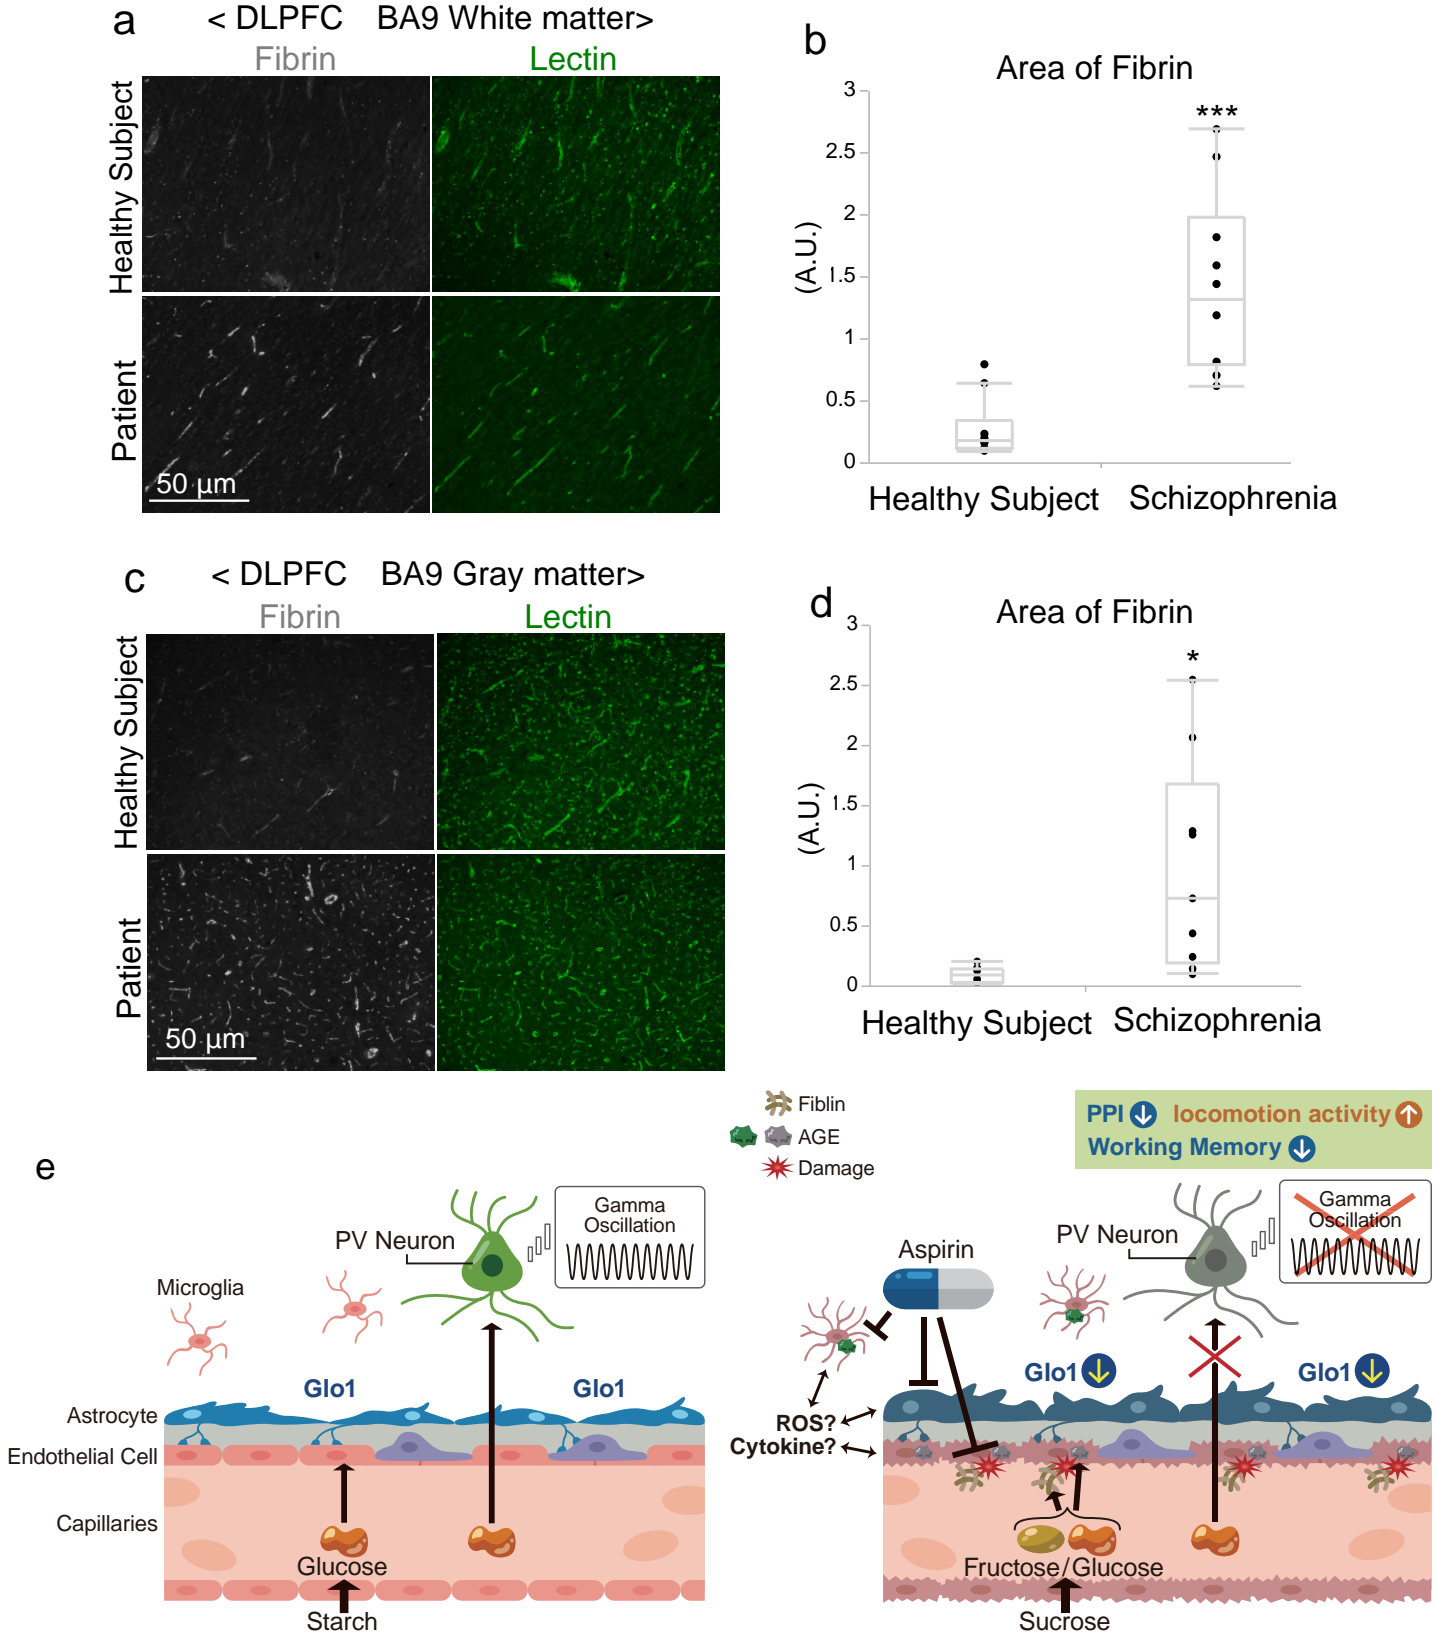 a
< DLPFC BA9 White matter>
Fibrin Lectin
Healthy Subject
Patient
50 μm
b
Area of Fibrin
(A.U.)
3
2.5
2
1.5
1
0.5
0
***
Healthy Subject Schizophrenia
c
< DLPFC BA9 Gray matter>
Fibrin Lectin
Healthy Subject
Patient
50 μm
d
Area of Fibrin
(A.U.)
3
2.5
2
1.5
1
0.5
0
*
Healthy Subject Schizophrenia
e
Fiblin
AGE
Damage
PPI locomotion activity
Working Memory
Microglia
PV Neuron
Gamma
Oscillation
Glo1 Glo1
Astrocyte
Endothelial Cell
Capillaries
Glucose
Starch
Aspirin
PV Neuron
Gamma
Oscillation
Glo1 Glo1
ROS?
Cytokine?
Fructose/Glucose
Sucrose